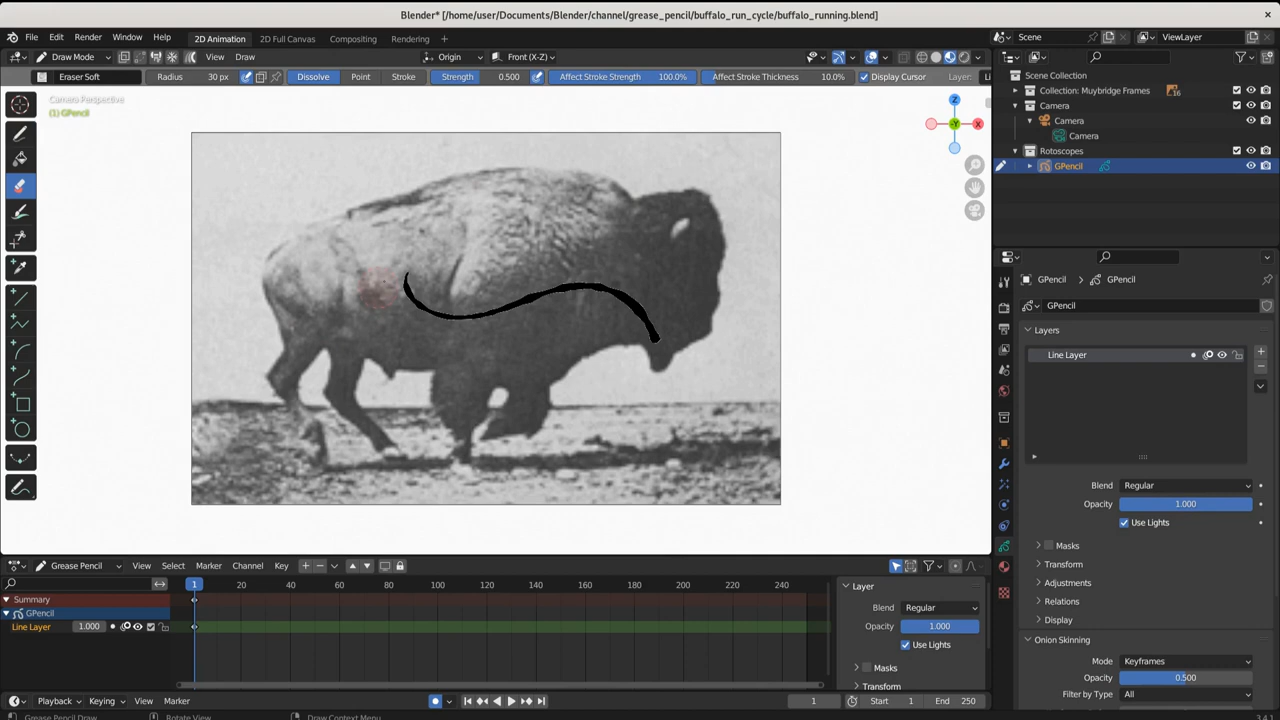 Blender* [/home/user/Documents/Blender/channel/grease_pencil/buffalo_run_cycle/buffalo_running.blend]
File Edit Render Window Help 2D Animation 2D Full Canvas Compositing Rendering Scene ViewLayer
Draw Mode View Draw Origin Front (X-Z)
Eraser Soft Radius 30 px Dissolve Point Stroke Strength 0.500 Affect Stroke Strength 100.0% Affect Stroke Thickness 10.0% Display Cursor Layer: Li
Scene Collection
Collection: Muybridge Frames 16
Camera
Camera
Camera
Rotoscopes
GPencil
Camera Perspective
(1) GPencil
Z
X
-Y
GPencil GPencil
GPencil
Layers
Line Layer
Blend Regular
Opacity 1.000
Use Lights
Masks
Transform
Adjustments
Relations
Display
Onion Skinning
Mode Keyframes
Opacity 0.500
Filter by Type All
Grease Pencil View Select Marker Channel Key
1 20 40 60 80 100 120 140 160 180 200 220 240
Summary
GPencil
Line Layer 1.000
Layer
Blend Regular
Opacity 1.000
Use Lights
Masks
Transform
Playback Keying View Marker 1 Start 1 End 250
Grease Pencil Draw Rotate View Draw Context Menu 3.4.1